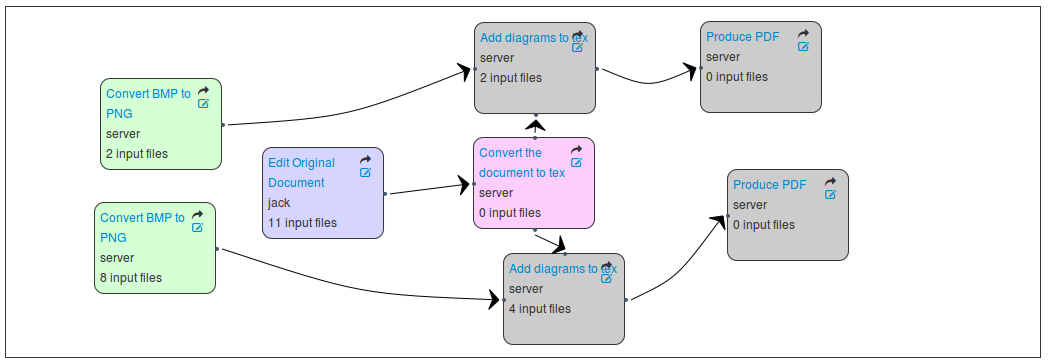 Convert BMP to
PNG
server
2 input files
Add diagrams to tex
server
2 input files
Produce PDF
server
0 input files
Edit Original
Document
jack
11 input files
Convert the
document to tex
server
0 input files
Convert BMP to
PNG
server
8 input files
Add diagrams to tex
server
4 input files
Produce PDF
server
0 input files